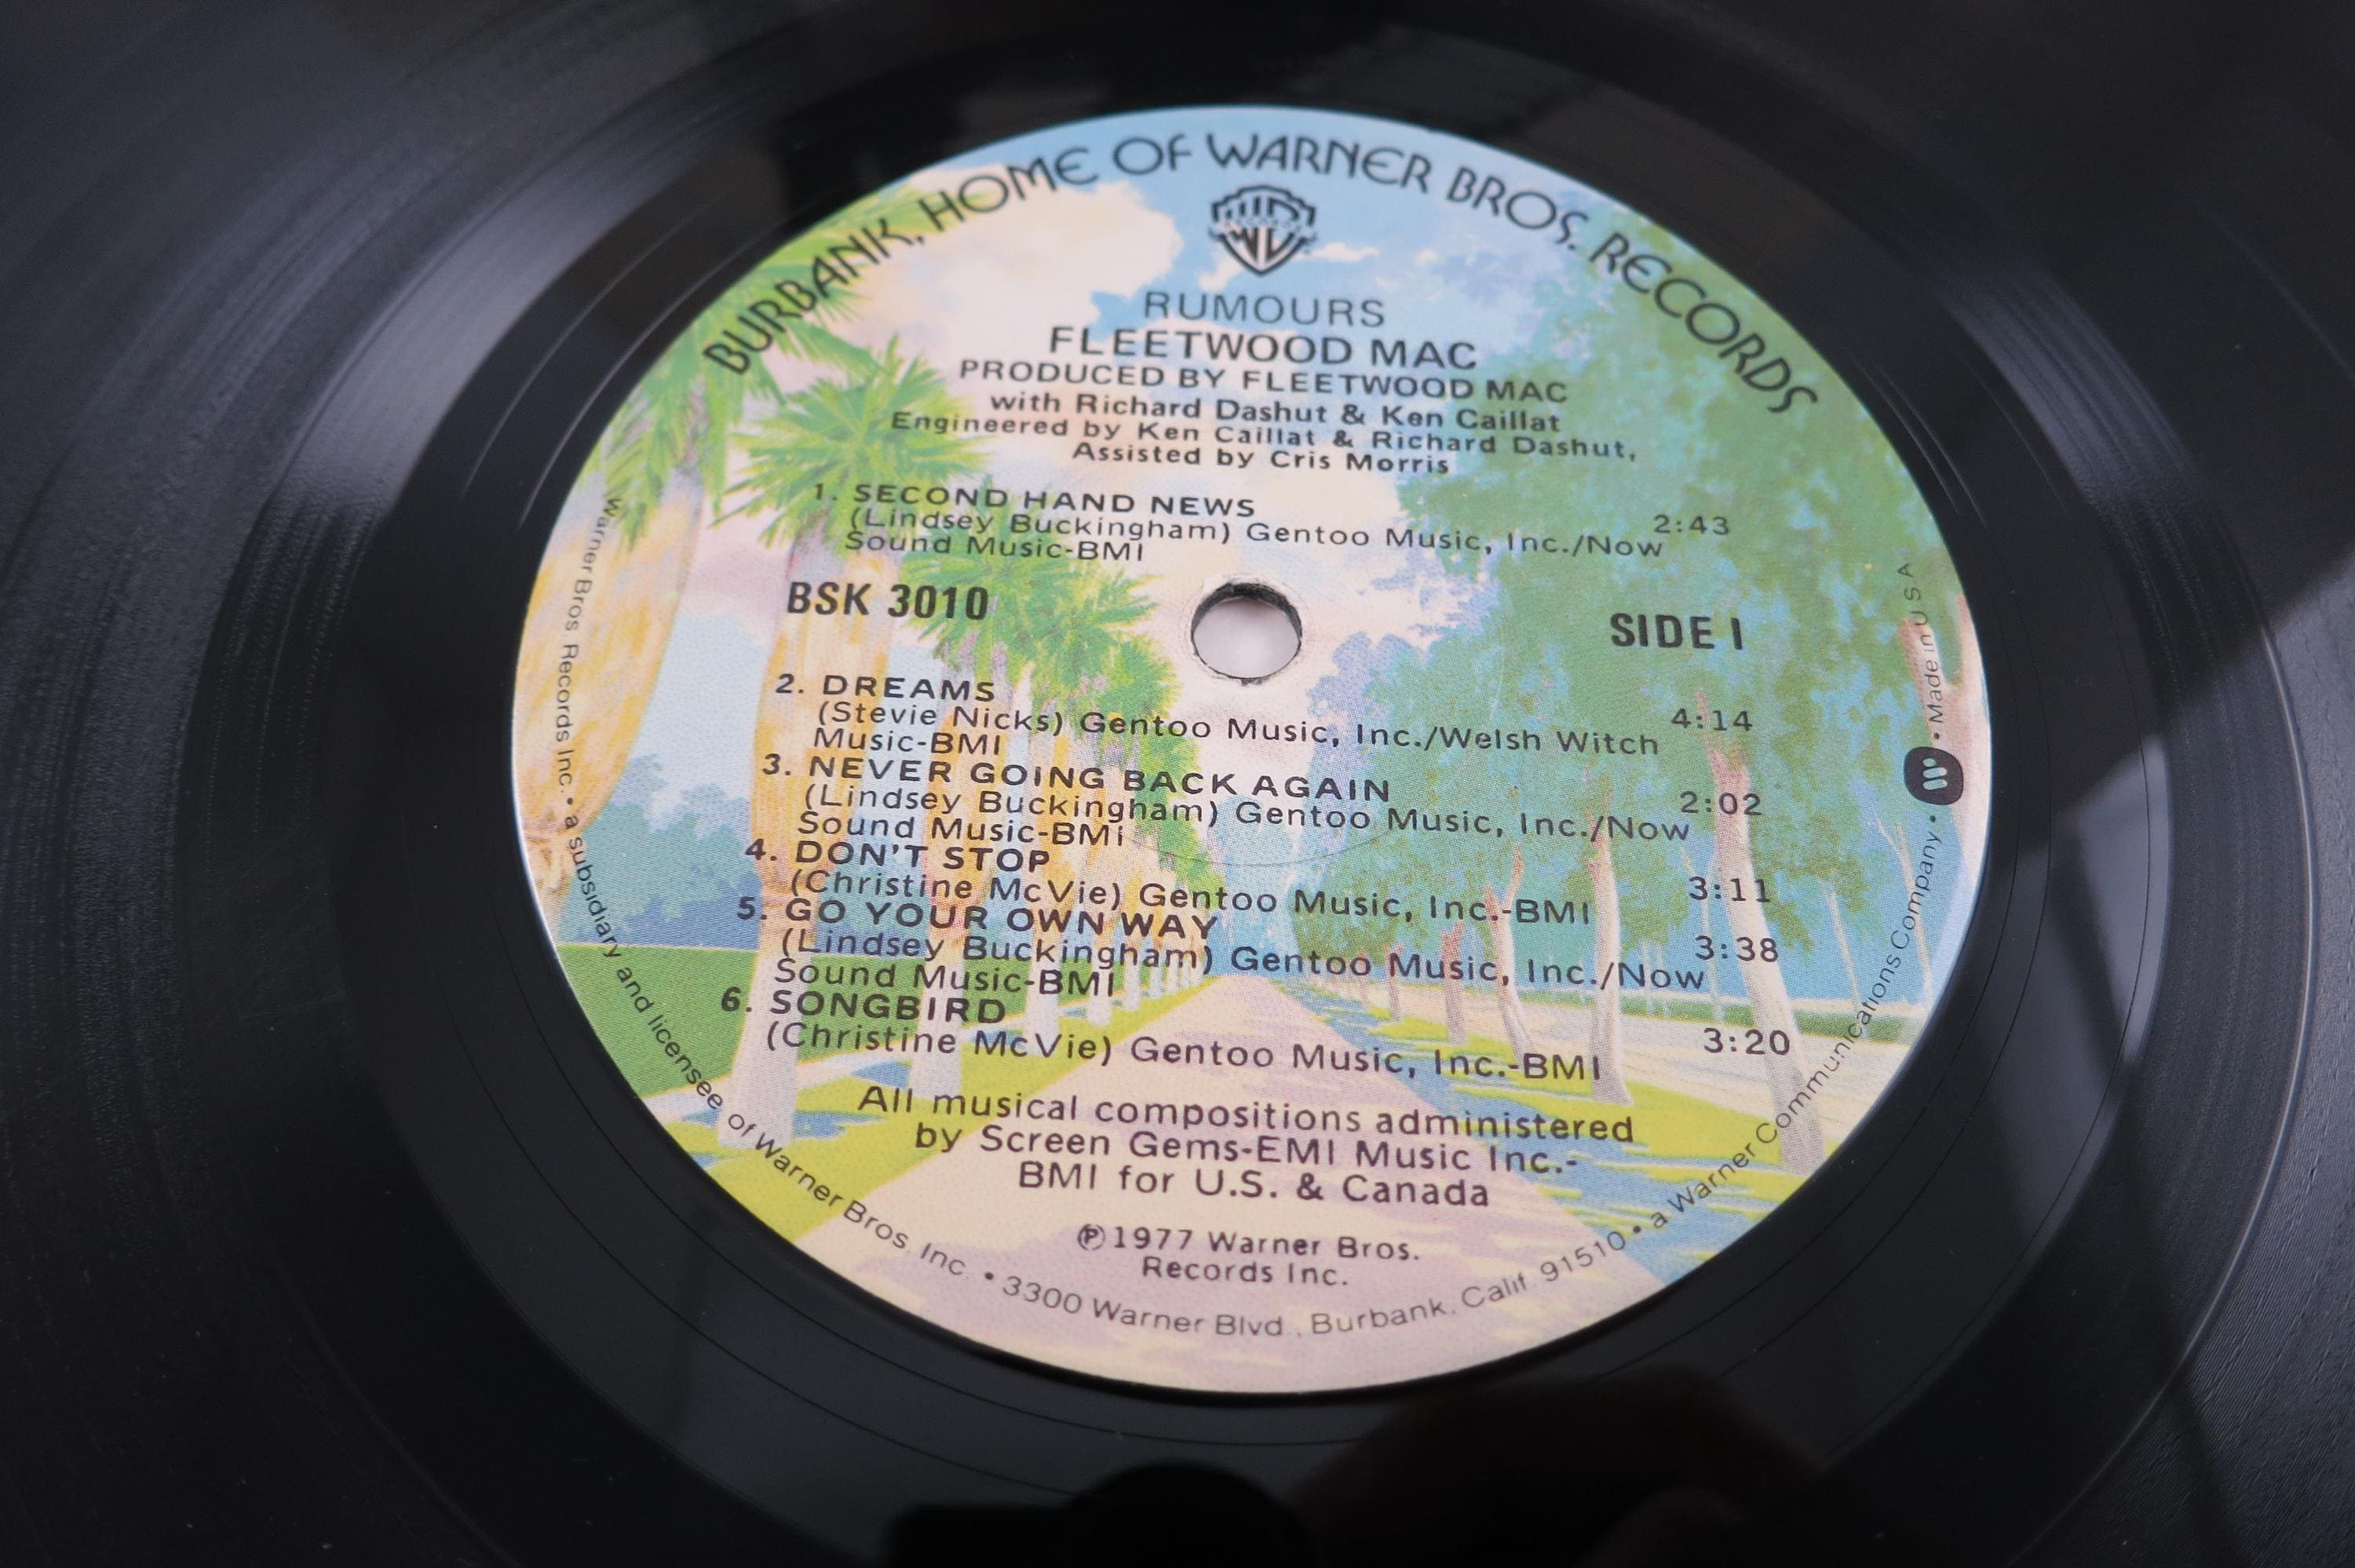 BURBANK, HOME OF WARNER BROS. RECORDS
RUMOURS
FLEETWOOD MAC
PRODUCED BY FLEETWOOD MAC
with Richard Dashut & Ken Caillat
Engineered by Ken Caillat & Richard Dashut,
Assisted by Cris Morris
1. SECOND HAND NEWS 2:43
(Lindsey Buckingham) Gentoo Music, Inc./Now
Sound Music-BMI
BSK 3010 SIDE 1
2. DREAMS 4:14
(Stevie Nicks) Gentoo Music, Inc./Welsh Witch
Music-BMI
3. NEVER GOING BACK AGAIN 2:02
(Lindsey Buckingham) Gentoo Music, Inc./Now
Sound Music-BMI
4. DON'T STOP 3:11
(Christine McVie) Gentoo Music, Inc.-BMI
5. GO YOUR OWN WAY 3:38
(Lindsey Buckingham) Gentoo Music, Inc./Now
Sound Music-BMI
6. SONGBIRD 3:20
(Christine McVie) Gentoo Music, Inc.-BMI
All musical compositions administered
by Screen Gems-EMI Music Inc.-
BMI for U.S. & Canada
℗1977 Warner Bros.
Records Inc.
Warner Bros. Records Inc. • a subsidiary and licensee of Warner Bros. Inc. • 3300 Warner Blvd., Burbank, Calif. 91510 • a Warner Communications Company • W • Made in U.S.A.